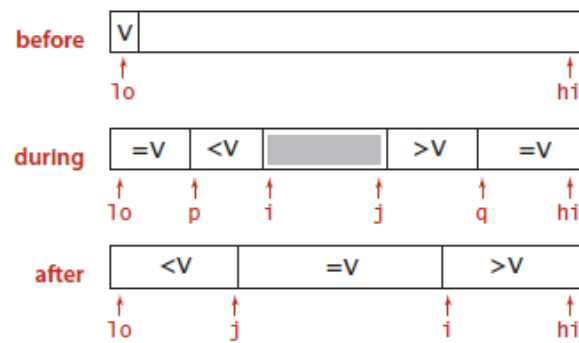 before V
lo hi
during =V <V >V =V
lo p i j q hi
after <V =V >V
lo j i hi